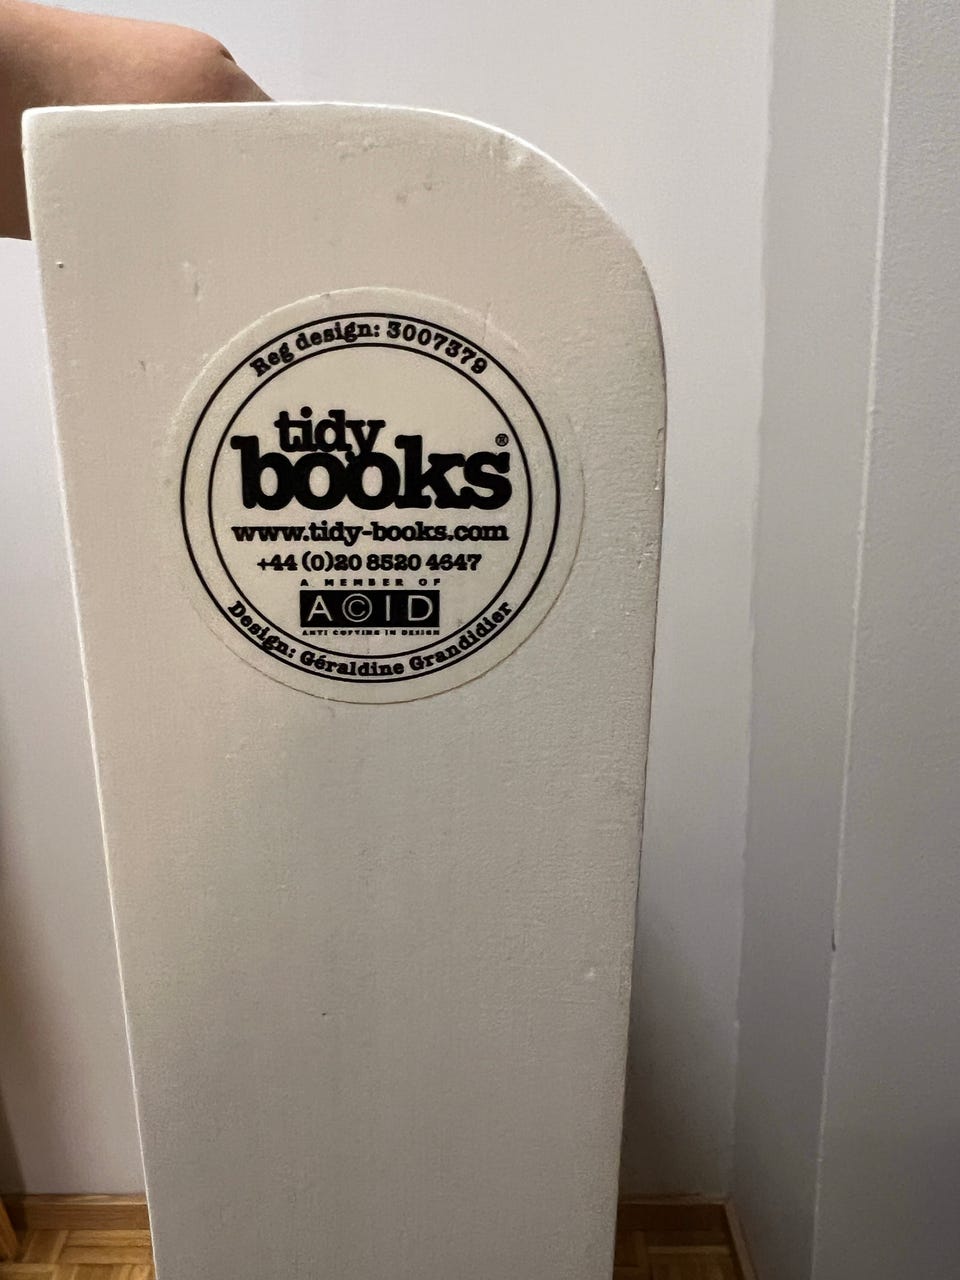 Reg design: 3007379
tidy
books®
www.tidy-books.com
+44 (0)20 8520 4647
A MEMBER OF
A©ID
ANTI COPYING IN DESIGN
Design: Géraldine Grandidier